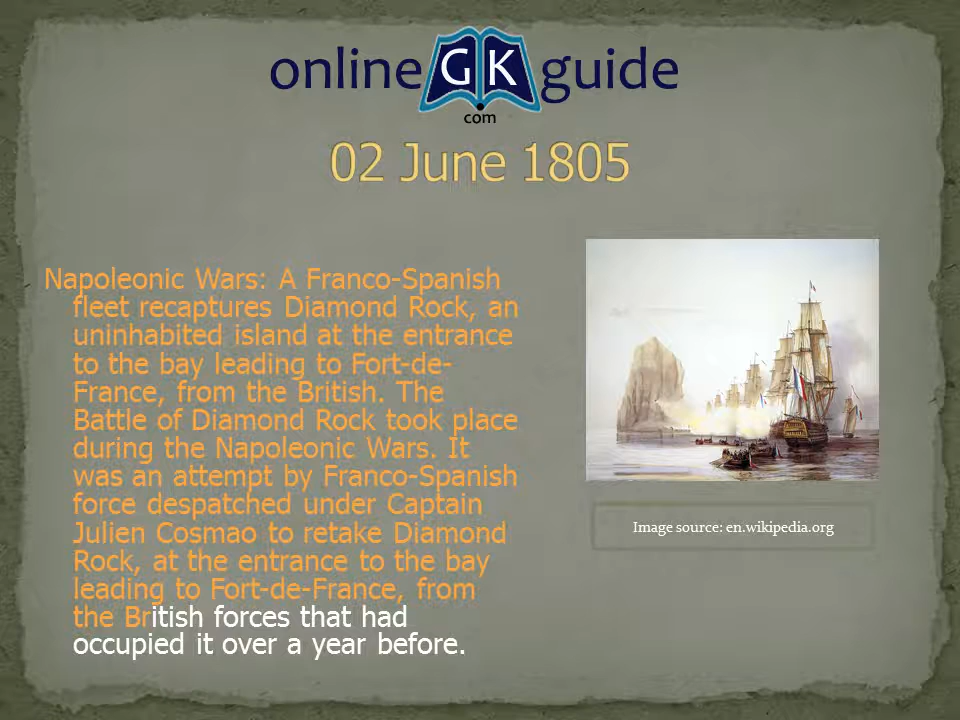 online GK guide
com
02 June 1805
Napoleonic Wars: A Franco-Spanish
fleet recaptures Diamond Rock, an
uninhabited island at the entrance
to the bay leading to Fort-de-
France, from the British. The
Battle of Diamond Rock took place
during the Napoleonic Wars. It
was an attempt by Franco-Spanish
force despatched under Captain
Julien Cosmao to retake Diamond
Rock, at the entrance to the bay
leading to Fort-de-France, from
the British forces that had
occupied it over a year before.
Image source: en.wikipedia.org